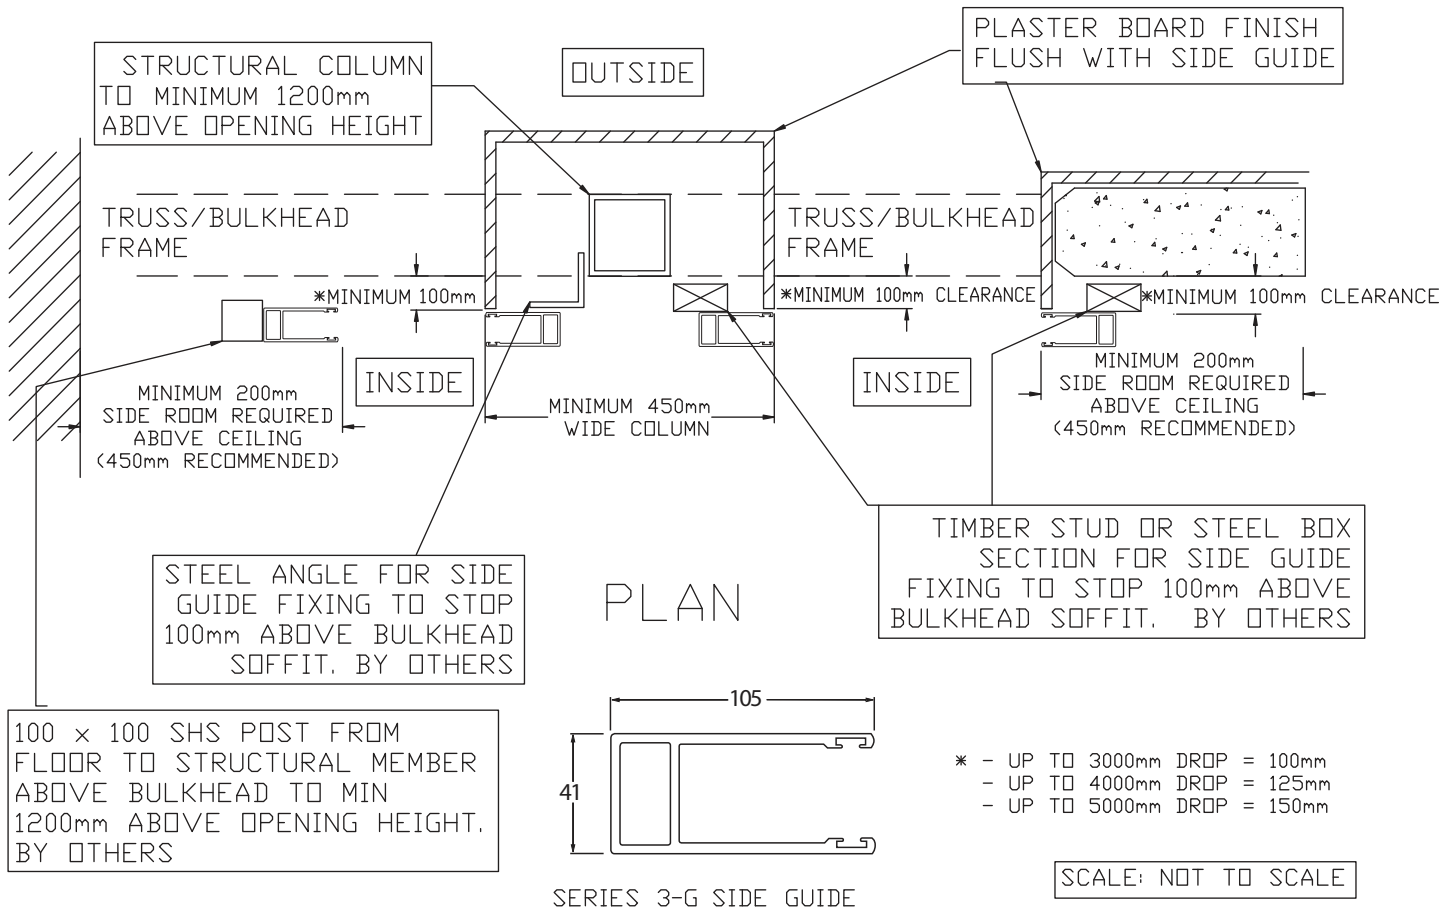 STRUCTURAL COLUMN
TO MINIMUM 1200mm
ABOVE OPENING HEIGHT
OUTSIDE
PLASTER BOARD FINISH
FLUSH WITH SIDE GUIDE
TRUSS/BULKHEAD
FRAME
TRUSS/BULKHEAD
FRAME
*MINIMUM 100mm
*MINIMUM 100mm CLEARANCE
*MINIMUM 100mm CLEARANCE
INSIDE
INSIDE
MINIMUM 200mm
SIDE ROOM REQUIRED
ABOVE CEILING
(450mm RECOMMENDED)
MINIMUM 450mm
WIDE COLUMN
MINIMUM 200mm
SIDE ROOM REQUIRED
ABOVE CEILING
(450mm RECOMMENDED)
STEEL ANGLE FOR SIDE
GUIDE FIXING TO STOP
100mm ABOVE BULKHEAD
SOFFIT. BY OTHERS
PLAN
TIMBER STUD OR STEEL BOX
SECTION FOR SIDE GUIDE
FIXING TO STOP 100mm ABOVE
BULKHEAD SOFFIT. BY OTHERS
100 x 100 SHS POST FROM
FLOOR TO STRUCTURAL MEMBER
ABOVE BULKHEAD TO MIN
1200mm ABOVE OPENING HEIGHT.
BY OTHERS
105
41
SERIES 3-G SIDE GUIDE
* - UP TO 3000mm DROP = 100mm
- UP TO 4000mm DROP = 125mm
- UP TO 5000mm DROP = 150mm
SCALE: NOT TO SCALE